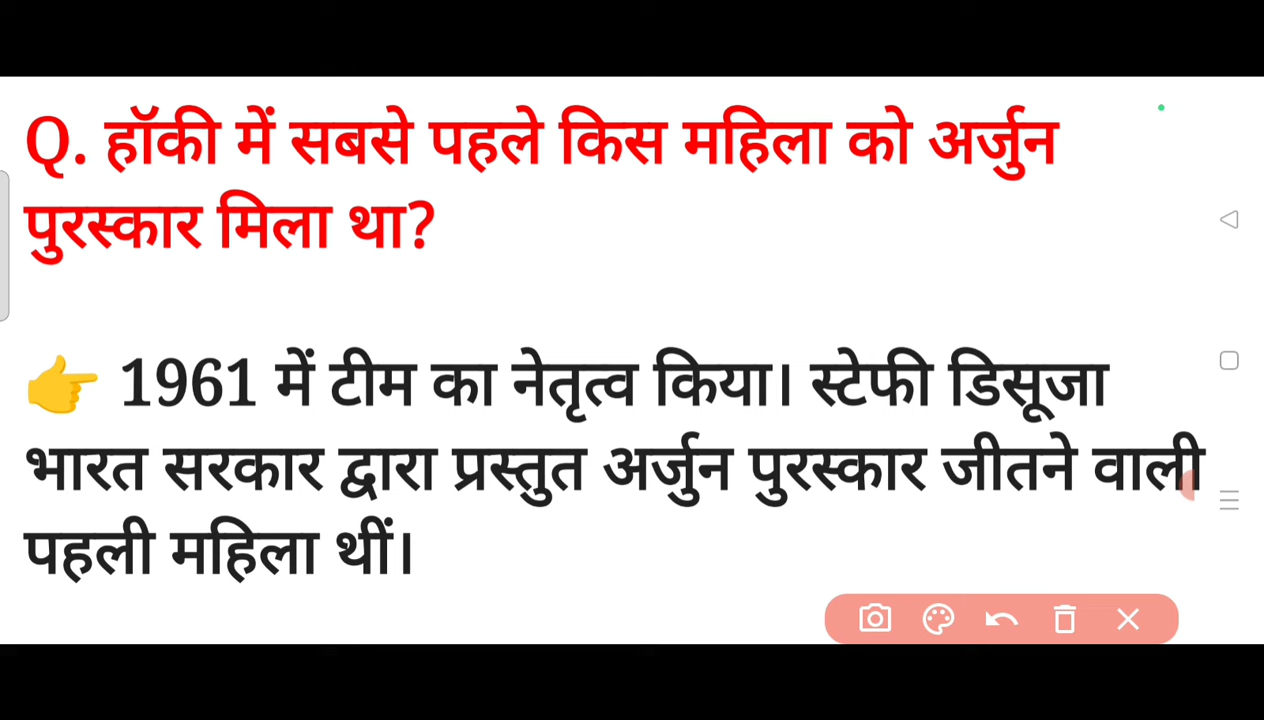 Q. हॉकी में सबसे पहले किस महिला को अर्जुन
पुरस्कार मिला था?
👉 1961 में टीम का नेतृत्व किया। स्टेफी डिसूजा
भारत सरकार द्वारा प्रस्तुत अर्जुन पुरस्कार जीतने वाली
पहली महिला थीं।